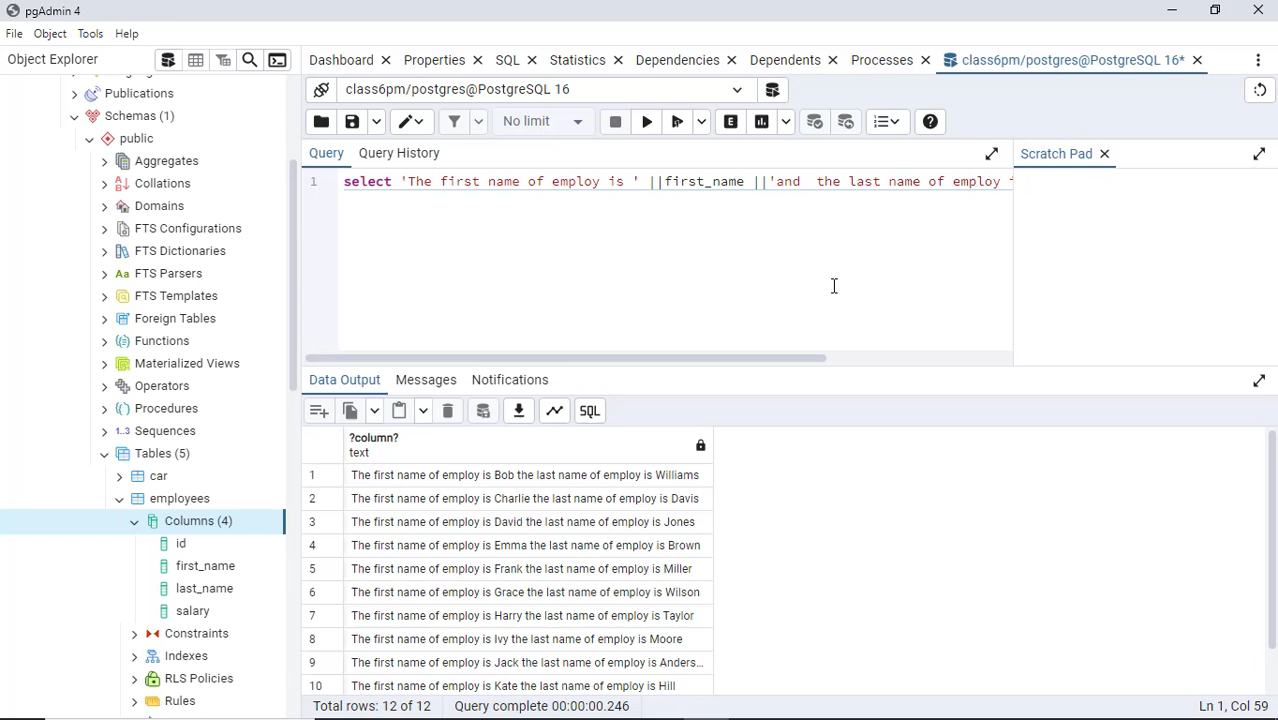 pgAdmin 4
File Object Tools Help
Object Explorer
Dashboard Properties SQL Statistics Dependencies Dependents Processes class6pm/postgres@PostgreSQL 16*
Publications
Schemas (1)
public
Aggregates
Collations
Domains
FTS Configurations
FTS Dictionaries
Aa FTS Parsers
FTS Templates
Foreign Tables
Functions
Materialized Views
Operators
Procedures
1..3 Sequences
Tables (5)
car
employees
Columns (4)
id
first_name
last_name
salary
Constraints
Indexes
RLS Policies
Rules
class6pm/postgres@PostgreSQL 16
No limit
E
Query Query History
Scratch Pad
1 select 'The first name of employ is ' ||first_name ||'and  the last name of employ
Data Output Messages Notifications
SQL
?column?
text
1 The first name of employ is Bob the last name of employ is Williams
2 The first name of employ is Charlie the last name of employ is Davis
3 The first name of employ is David the last name of employ is Jones
4 The first name of employ is Emma the last name of employ is Brown
5 The first name of employ is Frank the last name of employ is Miller
6 The first name of employ is Grace the last name of employ is Wilson
7 The first name of employ is Harry the last name of employ is Taylor
8 The first name of employ is Ivy the last name of employ is Moore
9 The first name of employ is Jack the last name of employ is Anders...
10 The first name of employ is Kate the last name of employ is Hill
Total rows: 12 of 12 Query complete 00:00:00.246 Ln 1, Col 59